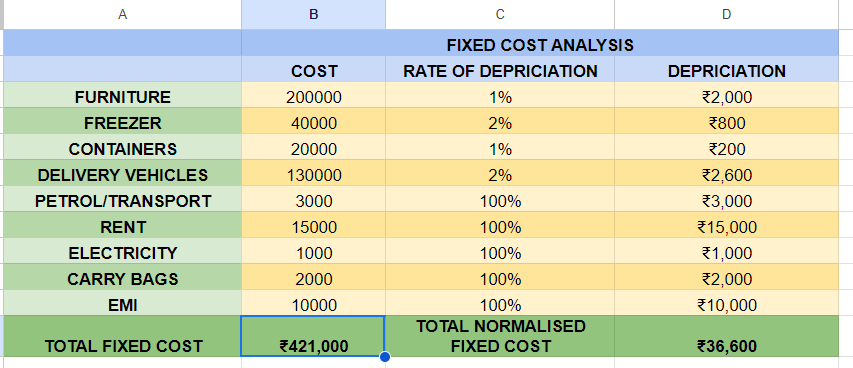 A B C D
FIXED COST ANALYSIS
COST RATE OF DEPRICIATION DEPRICIATION
FURNITURE 200000 1% ₹2,000
FREEZER 40000 2% ₹800
CONTAINERS 20000 1% ₹200
DELIVERY VEHICLES 130000 2% ₹2,600
PETROL/TRANSPORT 3000 100% ₹3,000
RENT 15000 100% ₹15,000
ELECTRICITY 1000 100% ₹1,000
CARRY BAGS 2000 100% ₹2,000
EMI 10000 100% ₹10,000
TOTAL NORMALISED
TOTAL FIXED COST ₹421,000 FIXED COST ₹36,600